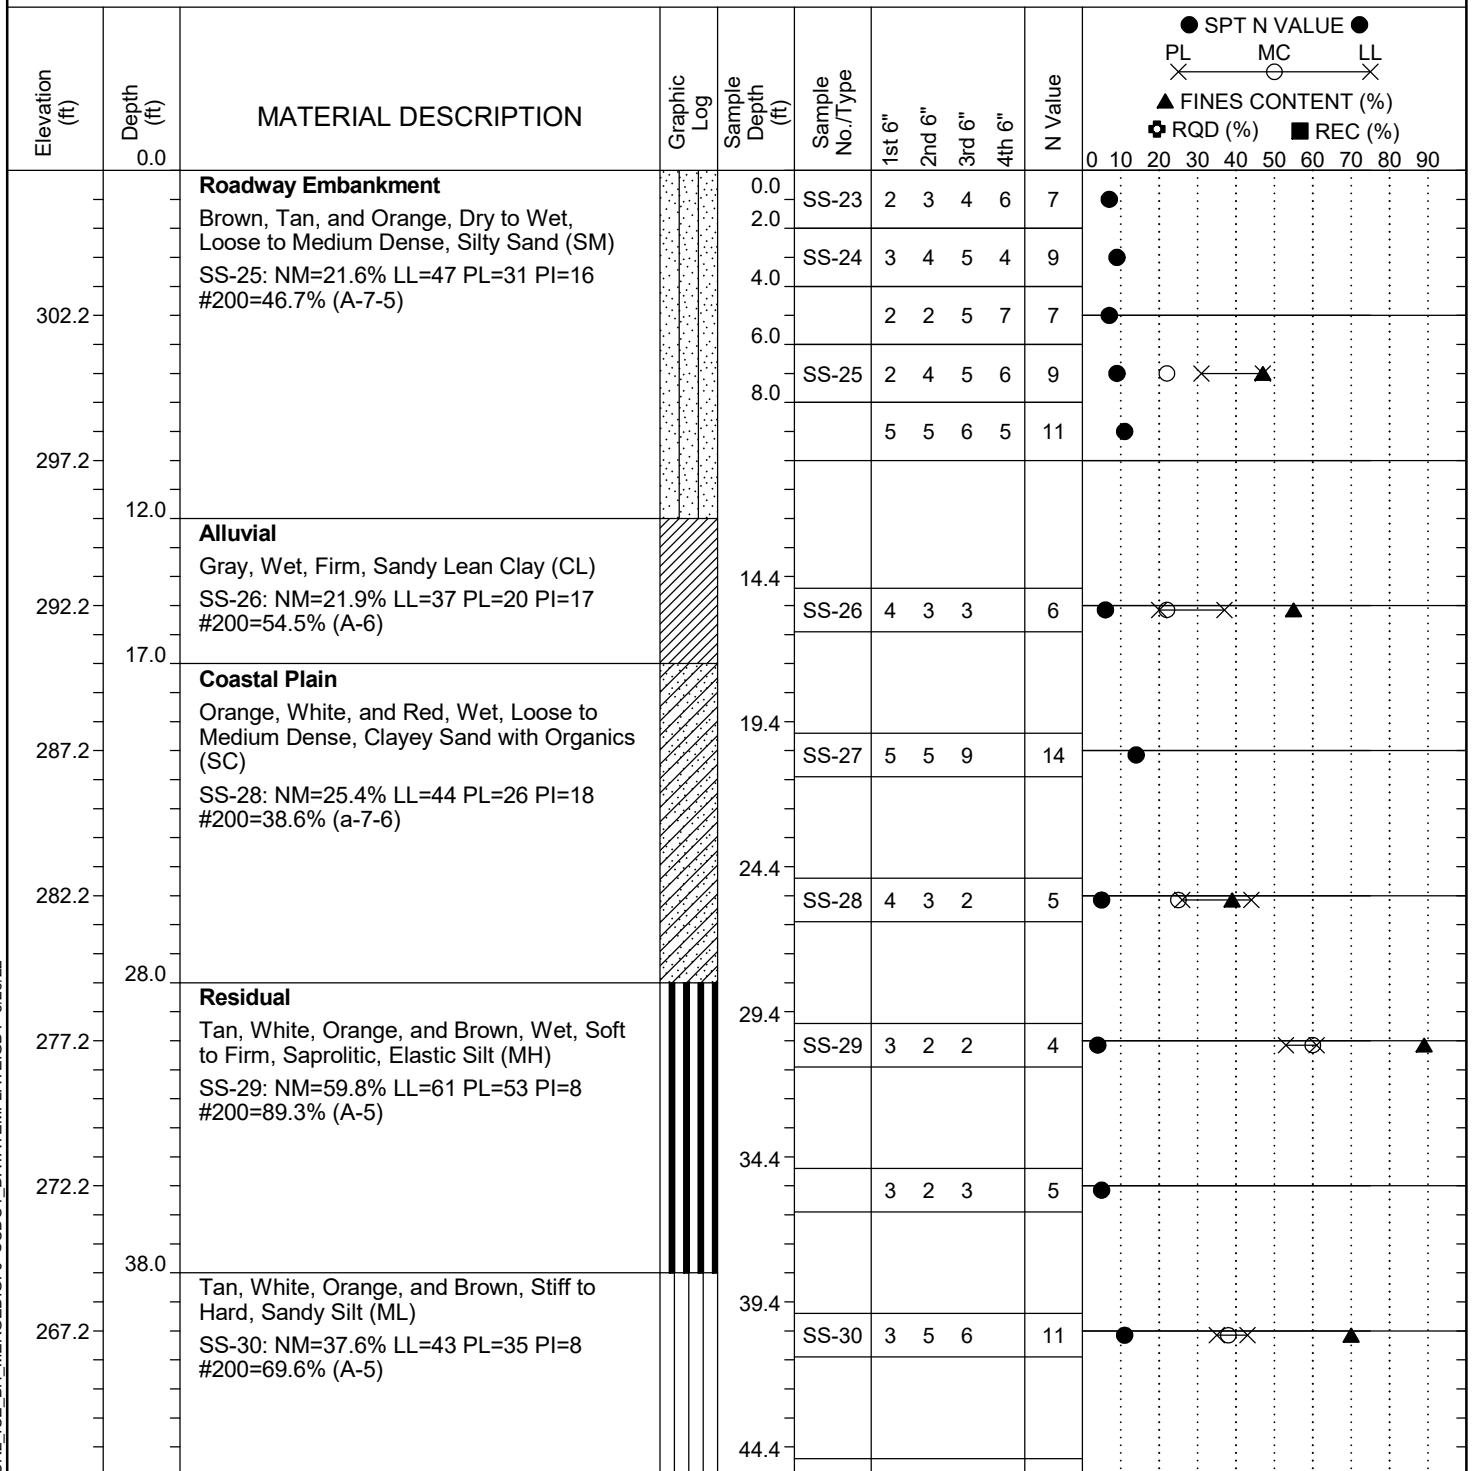 ● SPT N VALUE ●
PL MC LL
▲ FINES CONTENT (%)
RQD (%) ■ REC (%)
0 10 20 30 40 50 60 70 80 90
Elevation (ft)
Depth (ft)
0.0
MATERIAL DESCRIPTION
Graphic Log
Sample Depth (ft)
Sample No./Type
1st 6"
2nd 6"
3rd 6"
4th 6"
N Value
Roadway Embankment
Brown, Tan, and Orange, Dry to Wet,
Loose to Medium Dense, Silty Sand (SM)
SS-25: NM=21.6% LL=47 PL=31 PI=16
#200=46.7% (A-7-5)
0.0
SS-23 2 3 4 6 7
2.0
SS-24 3 4 5 4 9
4.0
302.2 2 2 5 7 7
6.0
SS-25 2 4 5 6 9
8.0
5 5 6 5 11
297.2
12.0
Alluvial
Gray, Wet, Firm, Sandy Lean Clay (CL)
SS-26: NM=21.9% LL=37 PL=20 PI=17
#200=54.5% (A-6)
14.4
292.2 SS-26 4 3 3 6
17.0
Coastal Plain
Orange, White, and Red, Wet, Loose to
Medium Dense, Clayey Sand with Organics
(SC)
SS-28: NM=25.4% LL=44 PL=26 PI=18
#200=38.6% (a-7-6)
19.4
287.2 SS-27 5 5 9 14
24.4
282.2 SS-28 4 3 2 5
28.0
Residual
Tan, White, Orange, and Brown, Wet, Soft
to Firm, Saprolitic, Elastic Silt (MH)
SS-29: NM=59.8% LL=61 PL=53 PI=8
#200=89.3% (A-5)
29.4
277.2 SS-29 3 2 2 4
34.4
272.2 3 2 3 5
38.0
Tan, White, Orange, and Brown, Stiff to
Hard, Sandy Silt (ML)
SS-30: NM=37.6% LL=43 PL=35 PI=8
#200=69.6% (A-5)
39.4
267.2 SS-30 3 5 6 11
44.4